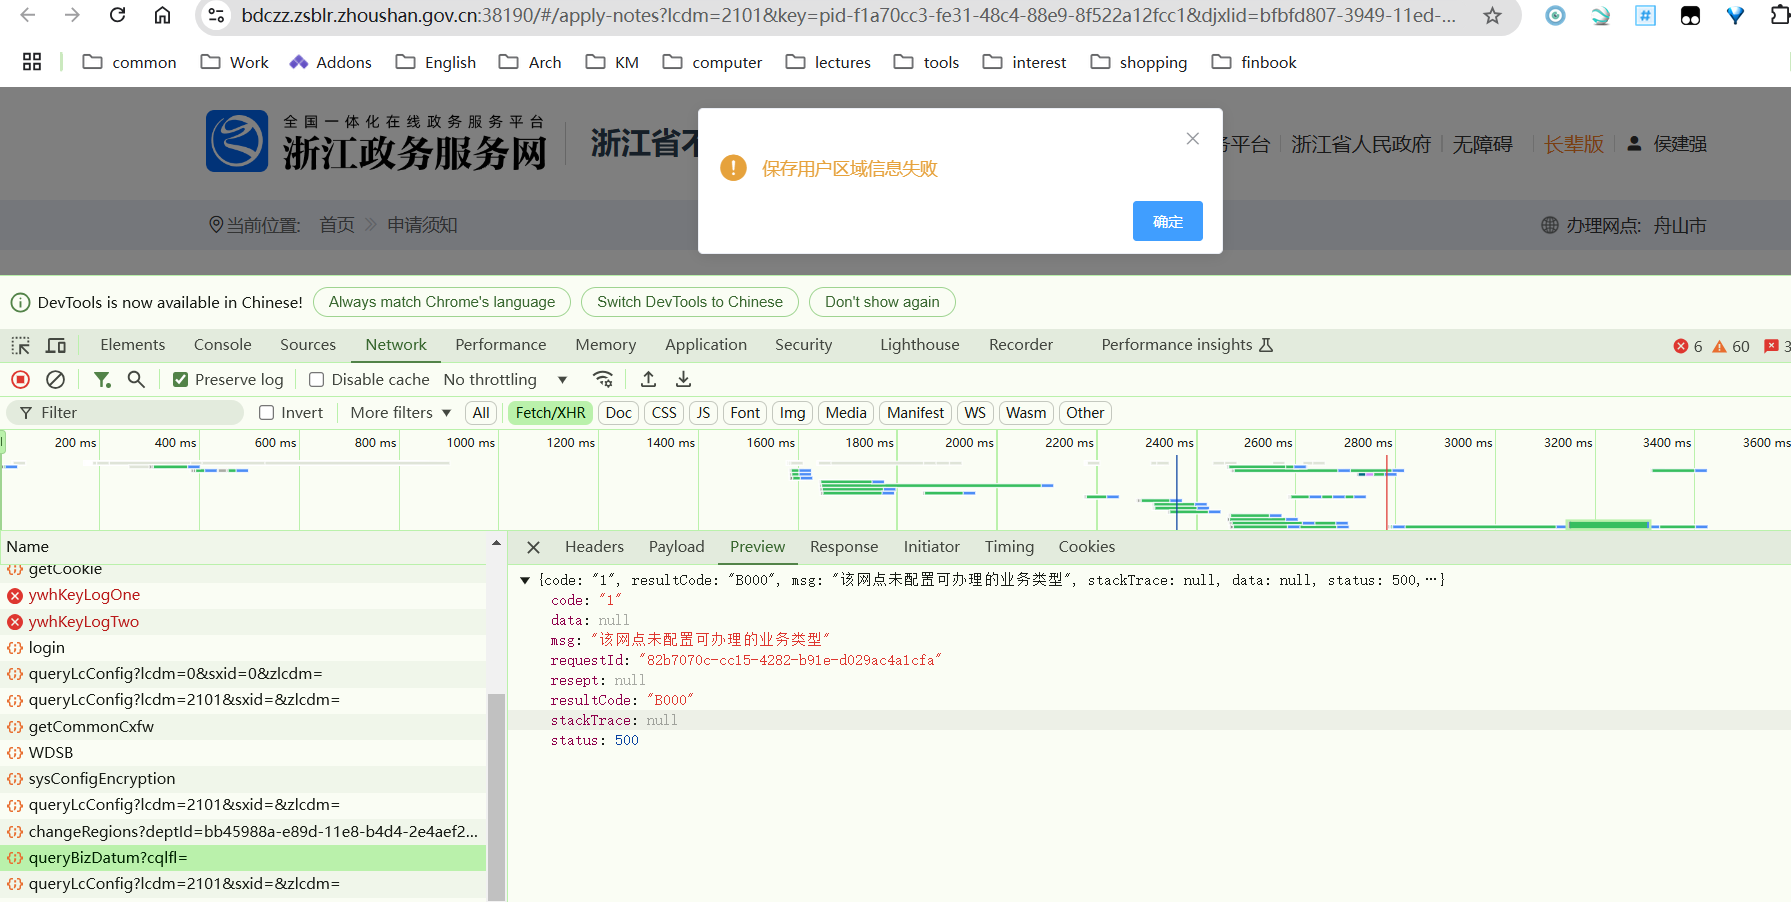 bdczz.zsblr.zhoushan.gov.cn:38190/#/apply-notes?lcdm=2101&key=pid-f1a70cc3-fe31-48c4-88e9-8f522a12fcc1&djxlid=bfbfd807-3949-11ed-...
common Work Addons English Arch KM computer lectures tools interest shopping finbook
全国一体化在线政务服务平台
浙江政务服务网
浙江省不
务平台 浙江省人民政府 无障碍 长辈版 侯建强
保存用户区域信息失败
确定
当前位置: 首页 申请须知
办理网点: 舟山市
DevTools is now available in Chinese! Always match Chrome's language Switch DevTools to Chinese Don't show again
Elements Console Sources Network Performance Memory Application Security Lighthouse Recorder Performance insights 6 60 3
Preserve log Disable cache No throttling
Filter Invert More filters All Fetch/XHR Doc CSS JS Font Img Media Manifest WS Wasm Other
200 ms 400 ms 600 ms 800 ms 1000 ms 1200 ms 1400 ms 1600 ms 1800 ms 2000 ms 2200 ms 2400 ms 2600 ms 2800 ms 3000 ms 3200 ms 3400 ms 3600 ms
Name
getCookie
ywhKeyLogOne
ywhKeyLogTwo
login
queryLcConfig?lcdm=0&sxid=0&zlcdm=
queryLcConfig?lcdm=2101&sxid=&zlcdm=
getCommonCxfw
WDSB
sysConfigEncryption
queryLcConfig?lcdm=2101&sxid=&zlcdm=
changeRegions?deptId=bb45988a-e89d-11e8-b4d4-2e4aef2...
queryBizDatum?cqlfl=
queryLcConfig?lcdm=2101&sxid=&zlcdm=
Headers Payload Preview Response Initiator Timing Cookies
{code: "1", resultCode: "B000", msg: "该网点未配置可办理的业务类型", stackTrace: null, data: null, status: 500,…}
code: "1"
data: null
msg: "该网点未配置可办理的业务类型"
requestId: "82b7070c-cc15-4282-b91e-d029ac4a1cfa"
resept: null
resultCode: "B000"
stackTrace: null
status: 500